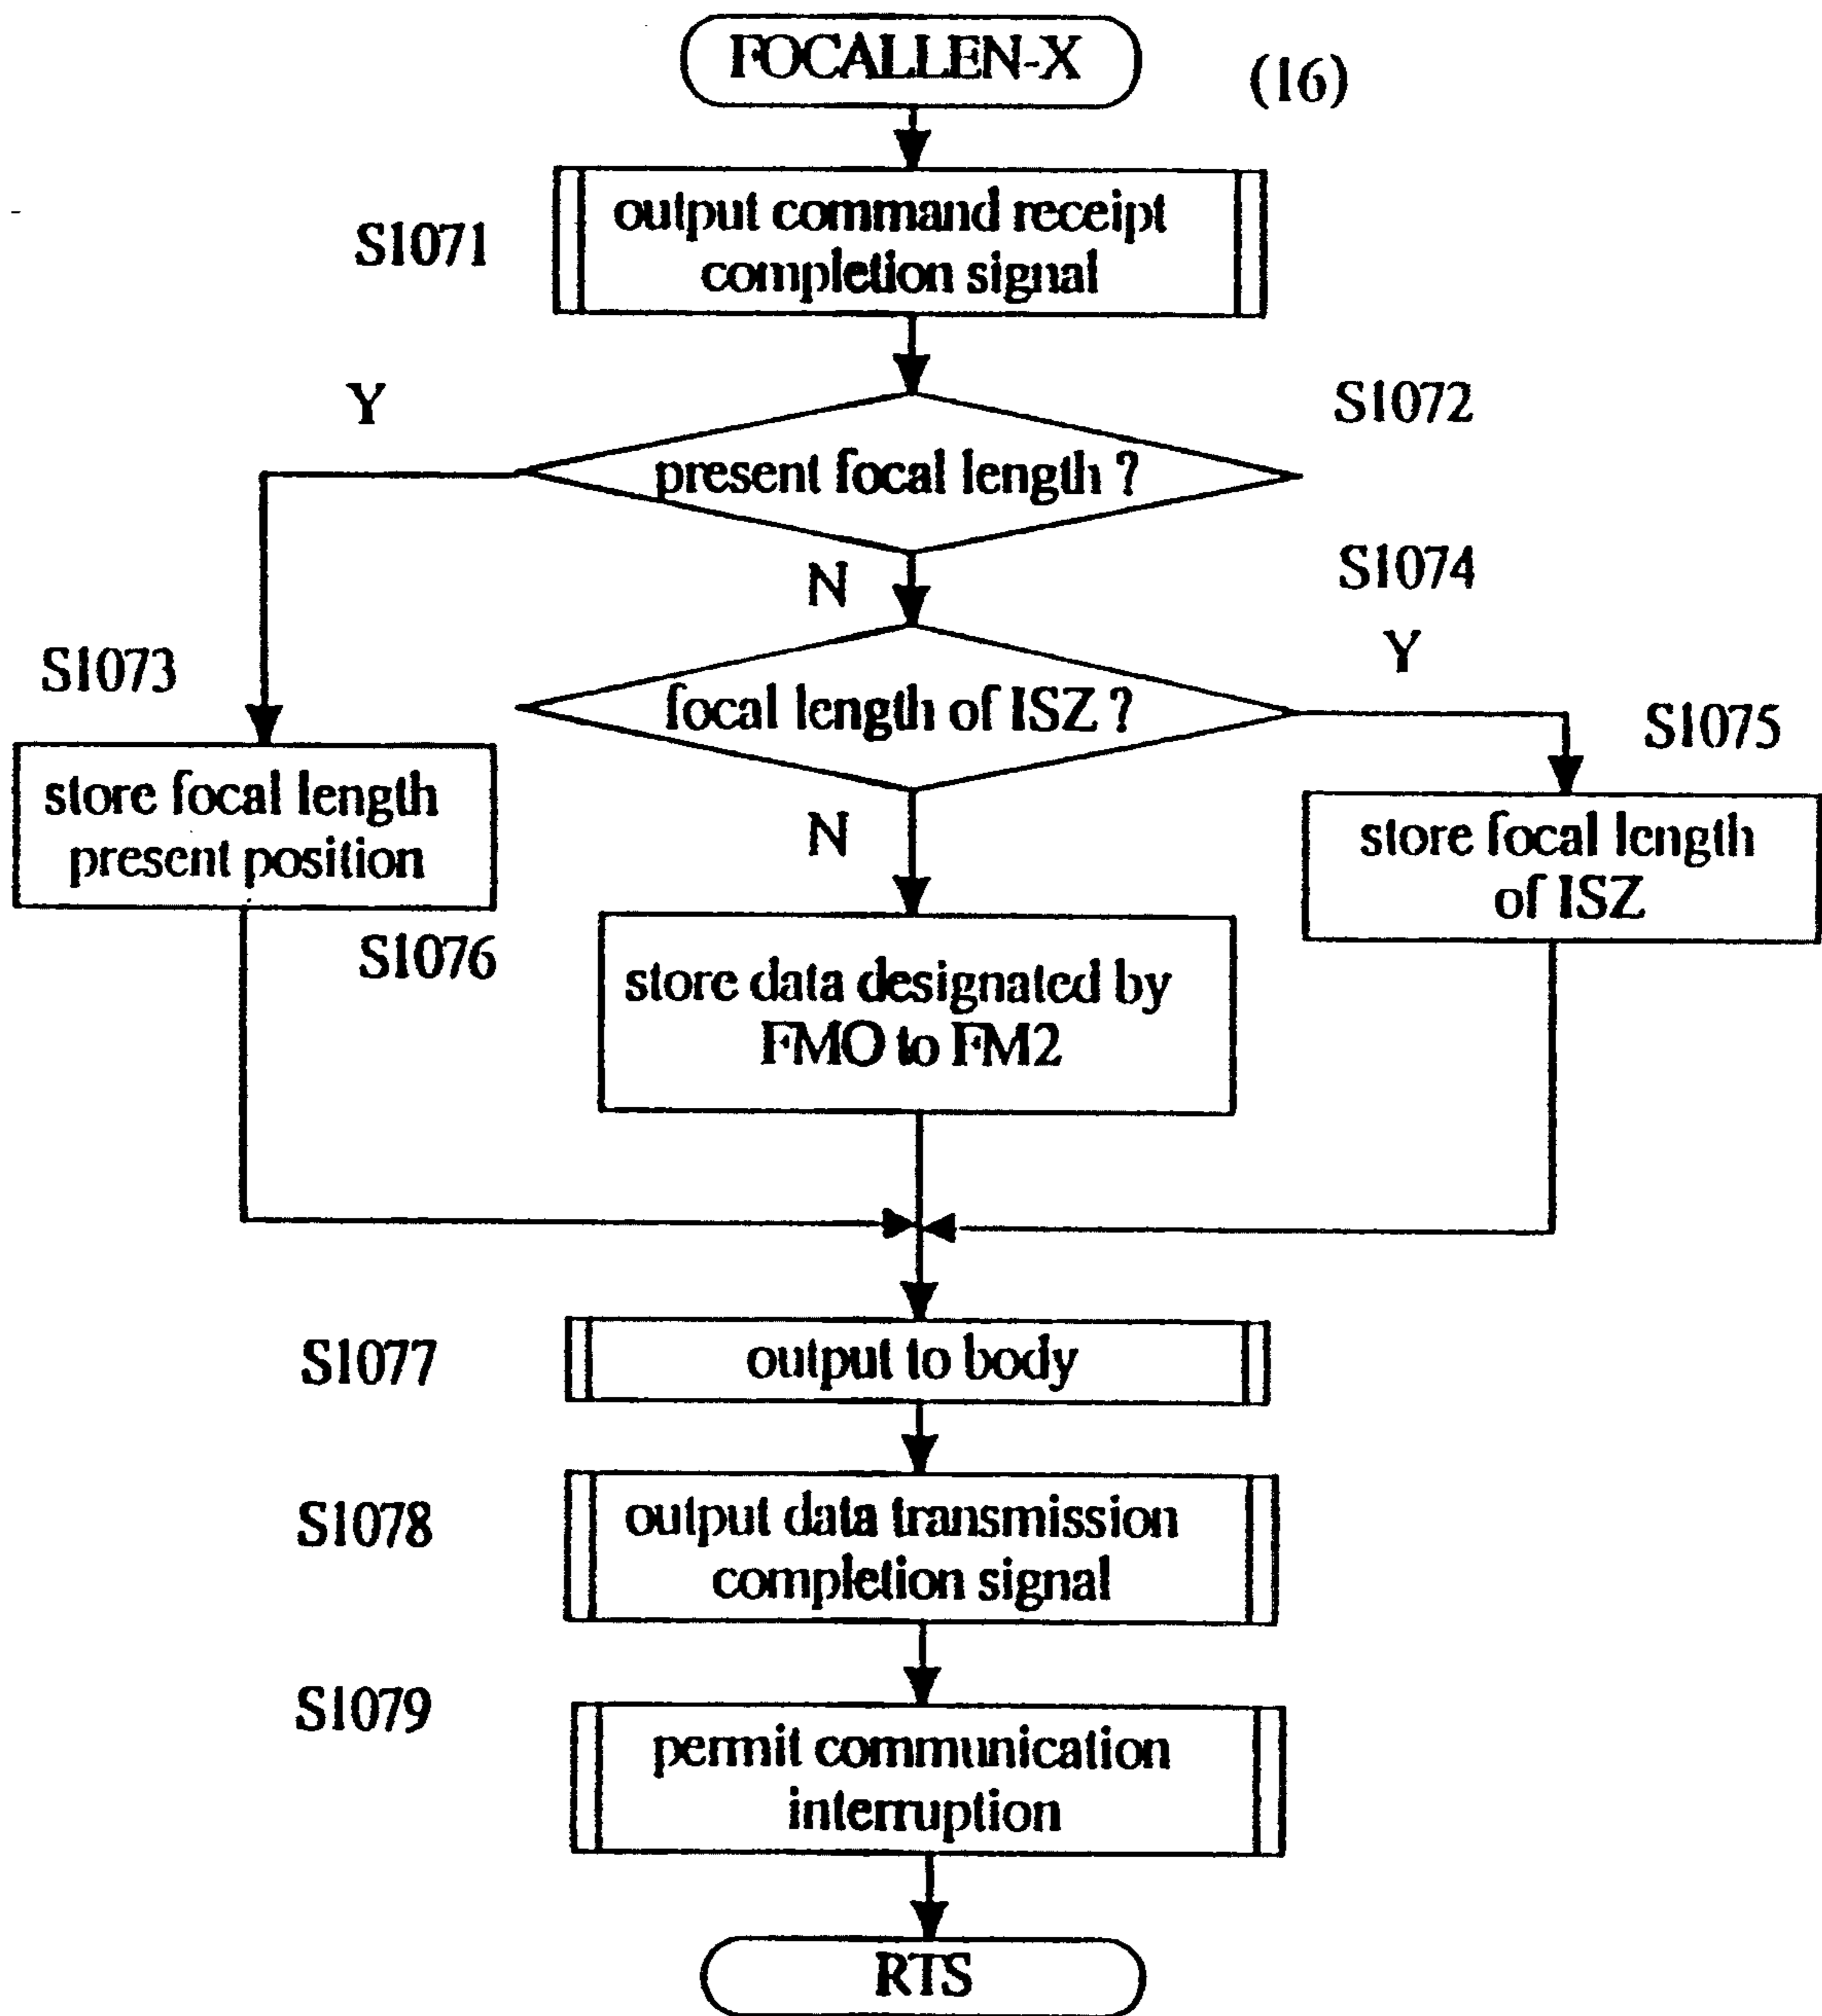 FOCALLEN-X
(16)
S1071
output command receipt
completion signal
Y
S1072
present focal length ?
N
S1074
Y
S1073
focal length of ISZ ?
S1075
store focal length
present position
N
store focal length
of ISZ
S1076
store data designated by
FMO to FM2
S1077
output to body
S1078
output data transmission
completion signal
S1079
permit communication
interruption
RTS